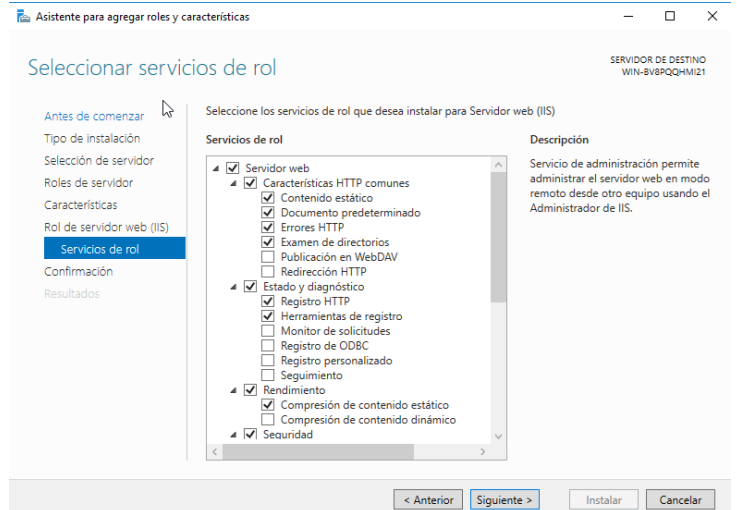 Asistente para agregar roles y características
Seleccionar servicios de rol
SERVIDOR DE DESTINO
WIN-BV8PQQHMI21
Antes de comenzar
Tipo de instalación
Selección de servidor
Roles de servidor
Características
Rol de servidor web (IIS)
Servicios de rol
Confirmación
Resultados
Seleccione los servicios de rol que desea instalar para Servidor web (IIS)
Servicios de rol
Servidor web
Características HTTP comunes
Contenido estático
Documento predeterminado
Errores HTTP
Examen de directorios
Publicación en WebDAV
Redirección HTTP
Estado y diagnóstico
Registro HTTP
Herramientas de registro
Monitor de solicitudes
Registro de ODBC
Registro personalizado
Seguimiento
Rendimiento
Compresión de contenido estático
Compresión de contenido dinámico
Seguridad
Descripción
Servicio de administración permite
administrar el servidor web en modo
remoto desde otro equipo usando el
Administrador de IIS.
< Anterior
Siguiente >
Instalar
Cancelar